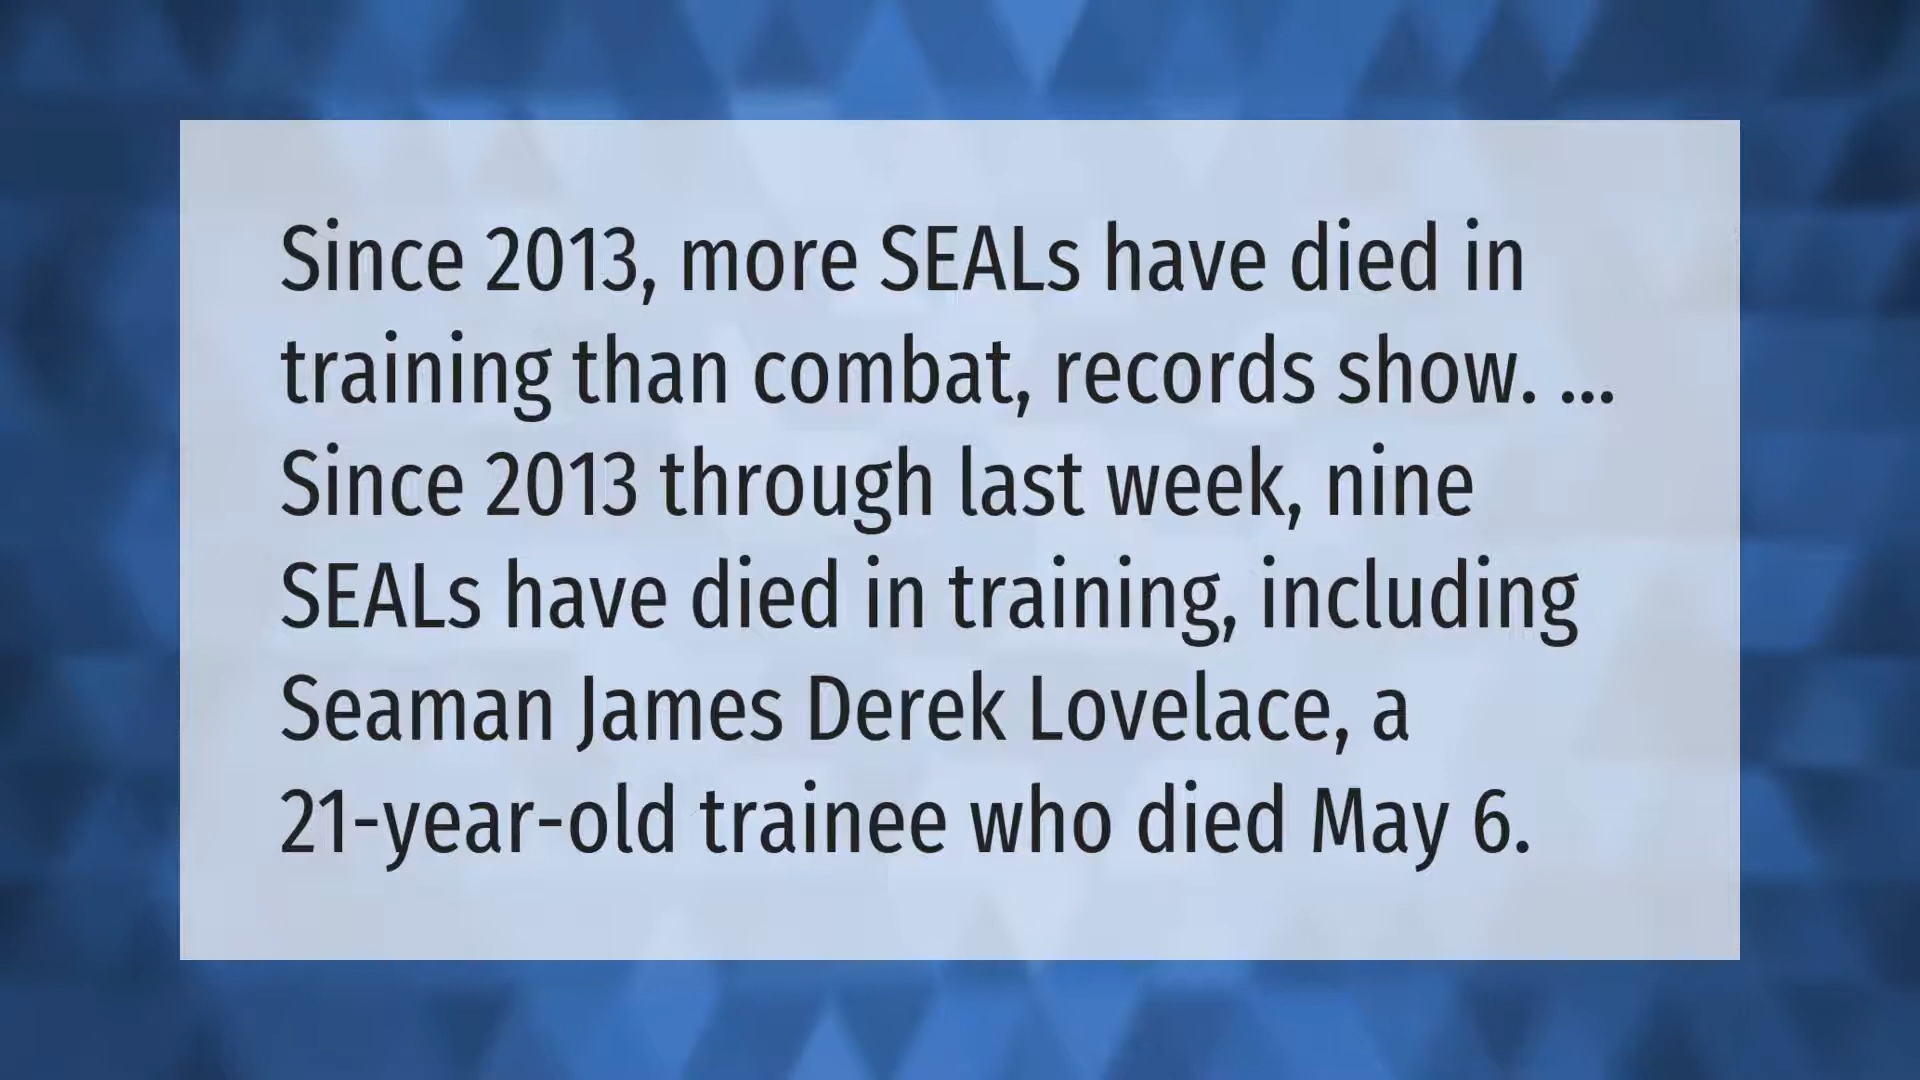 Since 2013, more SEALs have died in
training than combat, records show. ...
Since 2013 through last week, nine
SEALs have died in training, including
Seaman James Derek Lovelace, a
21-year-old trainee who died May 6.